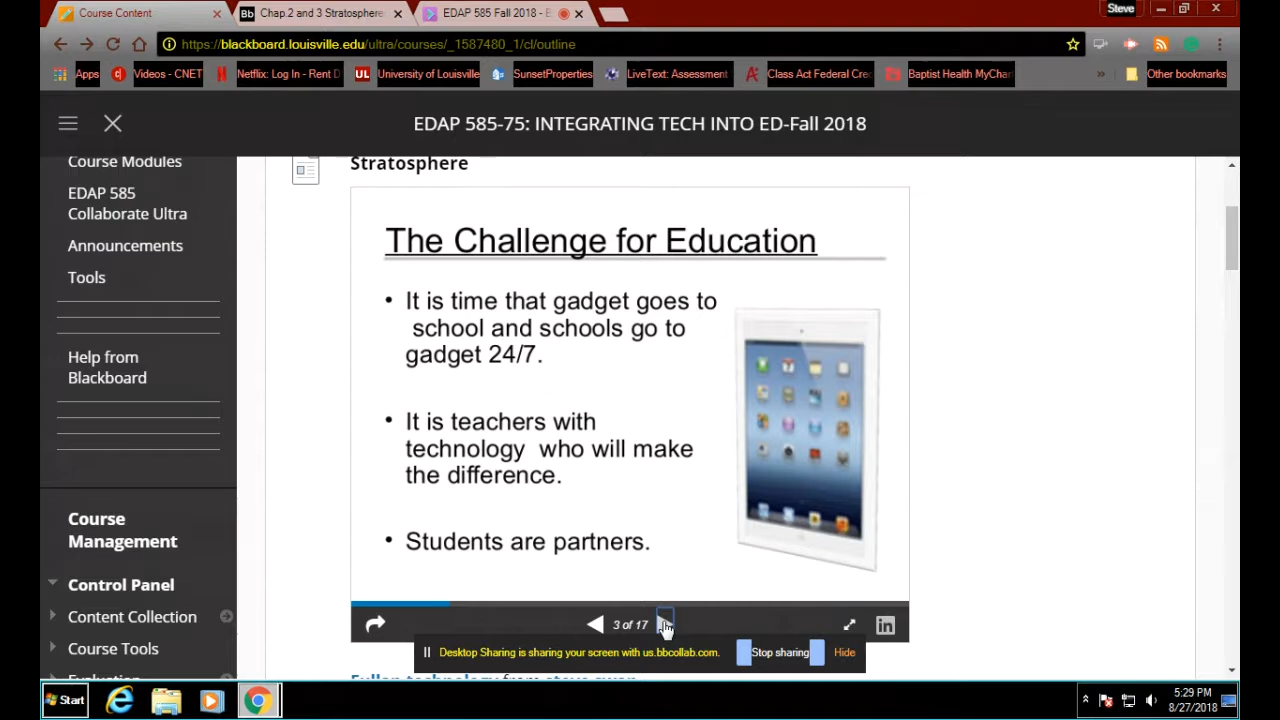 Course Content
Chap.2 and 3 Stratosphere
EDAP 585 Fall 2018 - E
Steve
https://blackboard.louisville.edu/ultra/courses/_1587480_1/cl/outline
Apps
Videos - CNET
Netflix: Log In - Rent D
UL University of Louisville
SunsetProperties
LiveText: Assessment
Class Act Federal Cre
Baptist Health MyChar
»
Other bookmarks
EDAP 585-75: INTEGRATING TECH INTO ED-Fall 2018
Course Modules
EDAP 585
Collaborate Ultra
Announcements
Tools
Help from
Blackboard
Course
Management
Control Panel
Content Collection
Course Tools
Stratosphere
The Challenge for Education
• It is time that gadget goes to
school and schools go to
gadget 24/7.
• It is teachers with
technology who will make
the difference.
• Students are partners.
3 of 17
in
Desktop Sharing is sharing your screen with us.bbcollab.com.
Stop sharing
Hide
Start
5:29 PM
8/27/2018